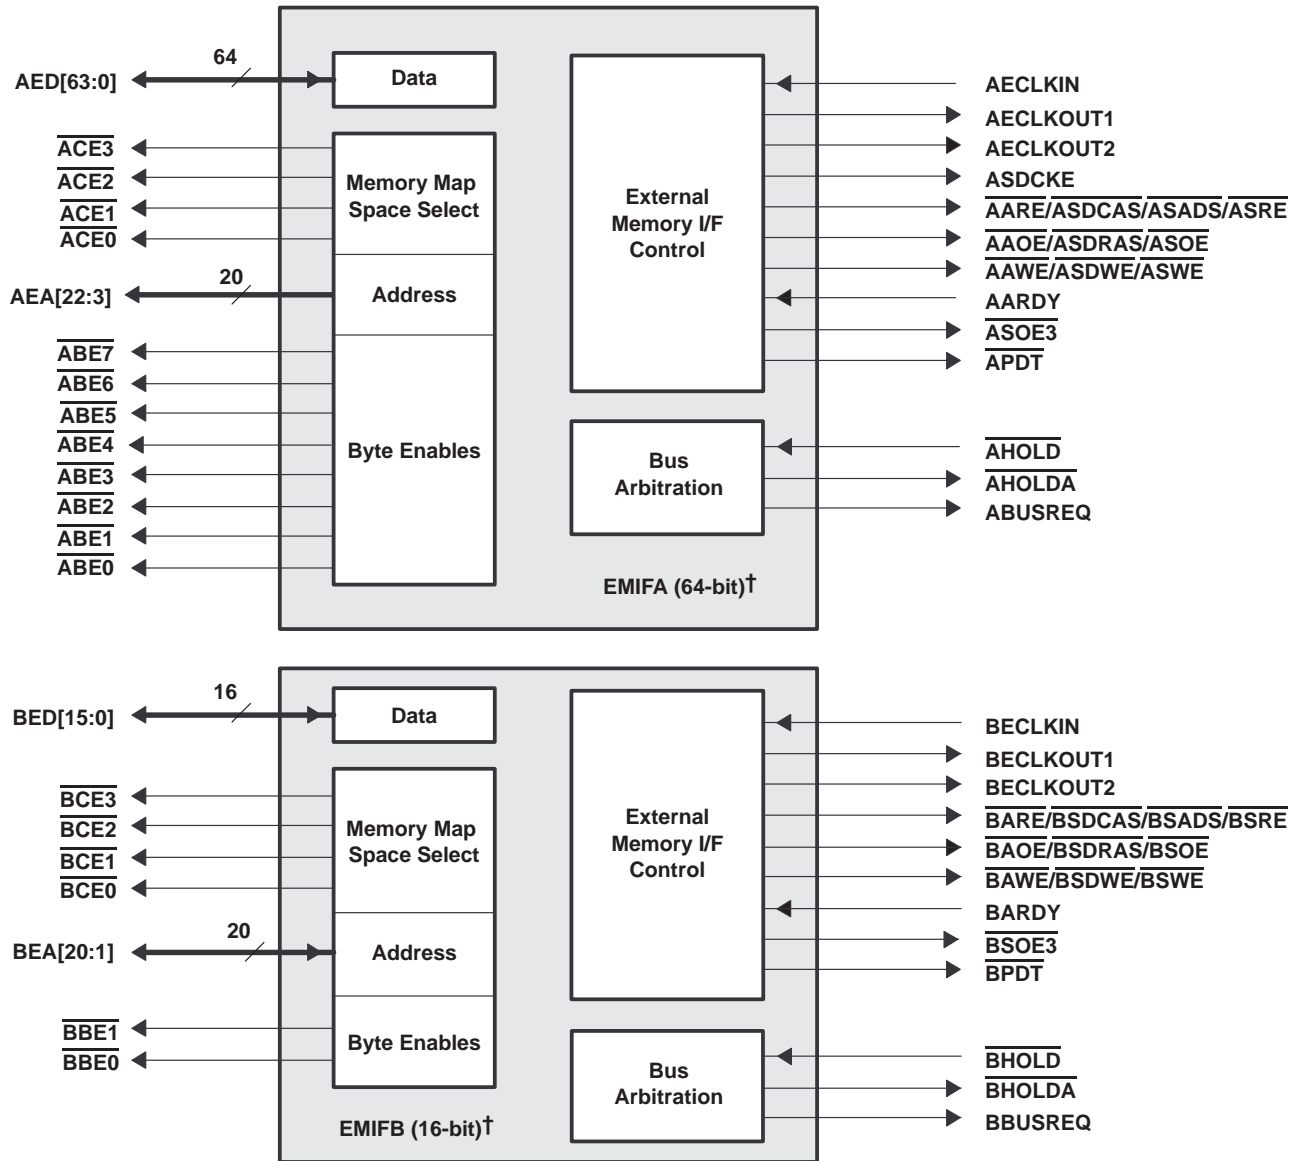 64
AED[63:0]
Data
ACE3
ACE2
ACE1
ACE0
Memory Map
Space Select
20
AEA[22:3]
Address
ABE7
ABE6
ABE5
ABE4
ABE3
ABE2
ABE1
ABE0
Byte Enables
External
Memory I/F
Control
AECLKIN
AECLKOUT1
AECLKOUT2
ASDCKE
AARE/ASDCAS/ASADS/ASRE
AAOE/ASDRAS/ASOE
AAWE/ASDWE/ASWE
AARDY
ASOE3
APDT
Bus
Arbitration
AHOLD
AHOLDA
ABUSREQ
EMIFA (64-bit)†
16
BED[15:0]
Data
BCE3
BCE2
BCE1
BCE0
Memory Map
Space Select
20
BEA[20:1]
Address
BBE1
BBE0
Byte Enables
External
Memory I/F
Control
BECLKIN
BECLKOUT1
BECLKOUT2
BARE/BSDCAS/BSADS/BSRE
BAOE/BSDRAS/BSOE
BAWE/BSDWE/BSWE
BARDY
BSOE3
BPDT
Bus
Arbitration
BHOLD
BHOLDA
BBUSREQ
EMIFB (16-bit)†